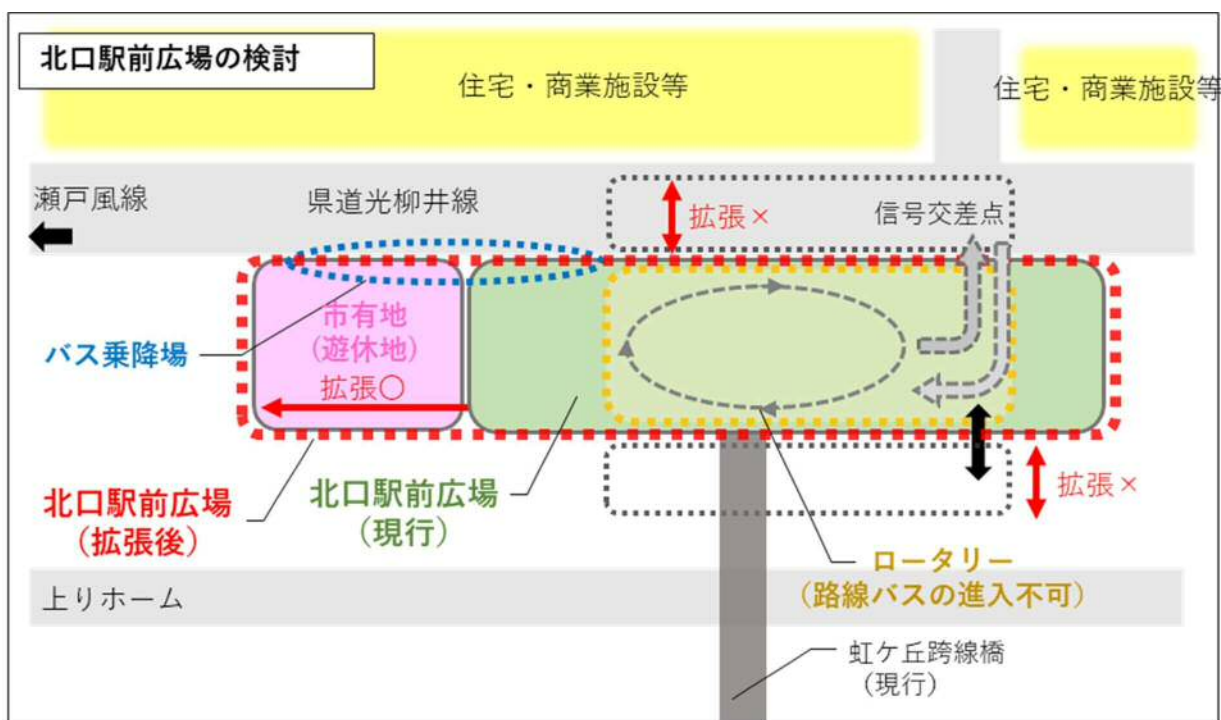 北口駅前広場の検討
住宅・商業施設等
住宅・商業施設等
瀬戸風線
県道光柳井線
拡張×
信号交差点
市有地
(遊休地)
拡張〇
バス乗降場
北口駅前広場
(拡張後)
北口駅前広場
(現行)
拡張×
ロータリー
(路線バスの進入不可)
上りホーム
虹ケ丘跨線橋
(現行)